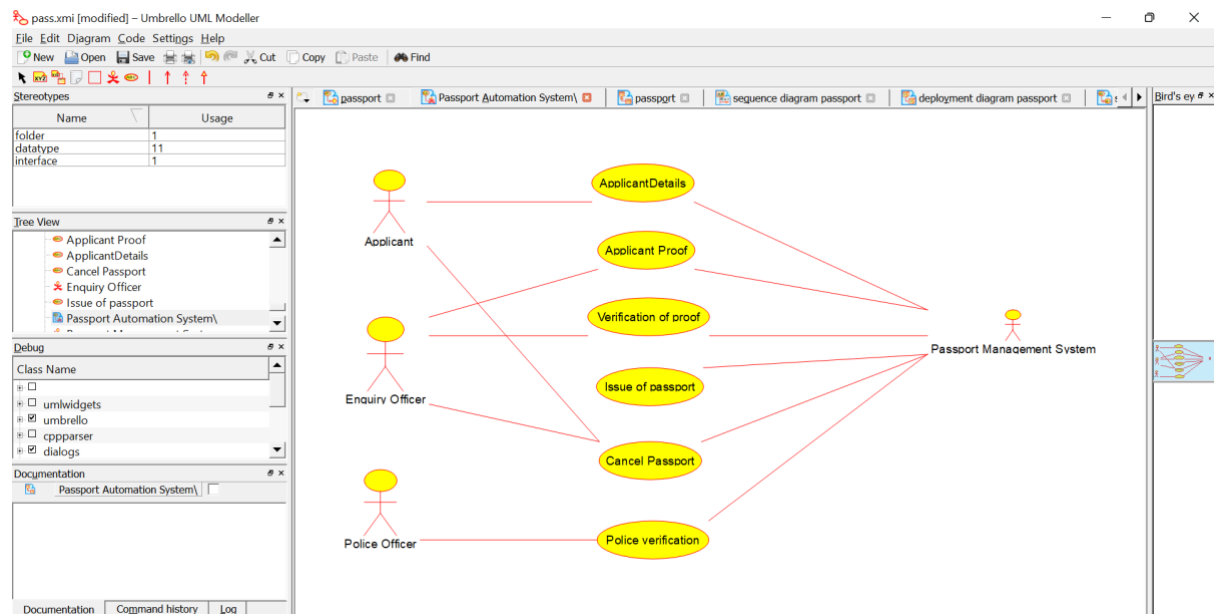 pass.xmi [modified] – Umbrello UML Modeller
File Edit Diagram Code Settings Help
New Open Save Cut Copy Paste Find
Stereotypes
Name Usage
folder 1
datatype 11
interface 1
Tree View
Applicant Proof
ApplicantDetails
Cancel Passport
Enquiry Officer
Issue of passport
Passport Automation System\
Debug
Class Name
umlwidgets
umbrello
cppparser
dialogs
Documentation
Passport Automation System\
Documentation Command history Log
passport Passport Automation System\ passport sequence diagram passport deployment diagram passport
Bird's ey
Applicant
Enquiry Officer
Police Officer
ApplicantDetails
Applicant Proof
Verification of proof
Issue of passport
Cancel Passport
Police verification
Passport Management System